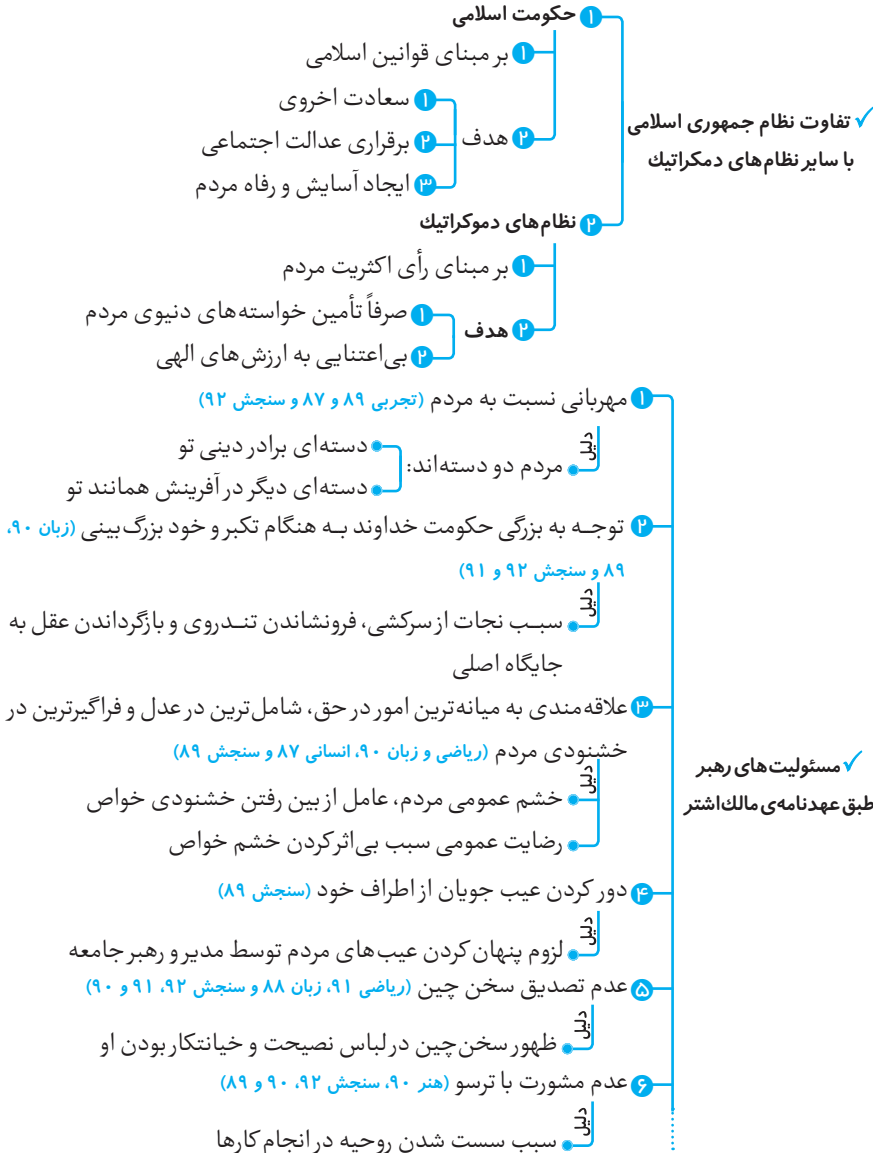 ✓ تفاوت نظام جمهوری اسلامی
با سایر نظام‌های دمکراتیك
۱ حکومت اسلامی
۱ بر مبنای قوانین اسلامی
۲ هدف
۱ سعادت اخروی
۲ برقراری عدالت اجتماعی
۳ ایجاد آسایش و رفاه مردم
۲ نظام‌های دموکراتیك
۱ بر مبنای رأی اکثریت مردم
۲ هدف
۱ صرفاً تأمین خواسته‌های دنیوی مردم
۲ بی‌اعتنایی به ارزش‌های الهی
✓ مسئولیت‌های رهبر
طبق عهدنامه‌ی مالك‌اشتر
۱ مهربانی نسبت به مردم (تجربی ۸۹ و ۸۷ و سنجش ۹۲)
دلیل
مردم دو دسته‌اند:
دسته‌ای برادر دینی تو
دسته‌ای دیگر در آفرینش همانند تو
۲ توجـه به بزرگی حکومت خداوند بـه هنگام تکبر و خود بزرگ‌بینی (زبان ۹۰،
۸۹ و سنجش ۹۲ و ۹۱)
دلیل
سبـب نجات از سرکشی، فرونشاندن تنـدروی و بازگرداندن عقل به
جایگاه اصلی
۳ علاقه‌مندی به میانه‌ترین امور در حق، شامل‌ترین در عدل و فراگیرترین در
خشنودی مردم (ریاضی و زبان ۹۰، انسانی ۸۷ و سنجش ۸۹)
دلیل
خشم عمومی مردم، عامل از بین رفتن خشنودی خواص
رضایت عمومی سبب بی‌اثرکردن خشم خواص
۴ دور کردن عیب جویان از اطراف خود (سنجش ۸۹)
دلیل
لزوم پنهان کردن عیب‌های مردم توسط مدیر و رهبر جامعه
۵ عدم تصدیق سخن چین (ریاضی ۹۱، زبان ۸۸ و سنجش ۹۲، ۹۱ و ۹۰)
دلیل
ظهور سخن‌چین در لباس نصیحت و خیانتکار بودن او
۶ عدم مشورت با ترسو (هنر ۹۰، سنجش ۹۲، ۹۰ و ۸۹)
دلیل
سبب سست شدن روحیه در انجام کارها